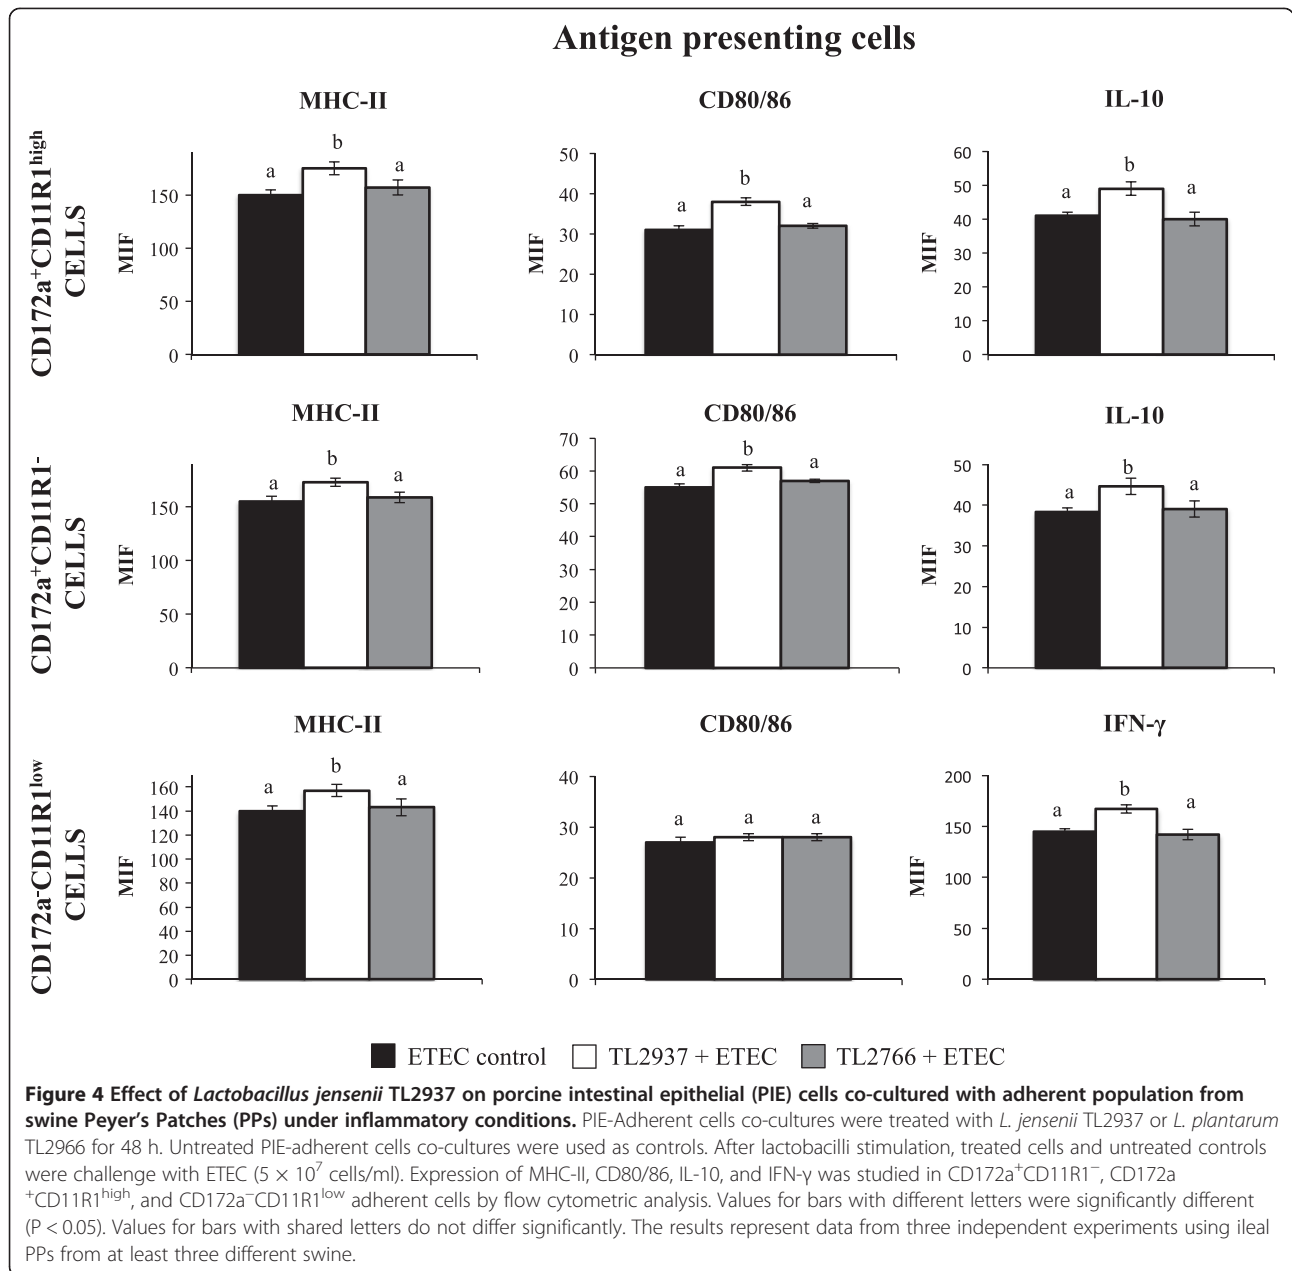 Antigen presenting cells
MHC-II
CD80/86
IL-10
CD172a⁺CD11R1ʰⁱᵍʰ
CELLS
MIF
150
100
50
0
a
b
a
MIF
50
40
30
20
10
0
a
b
a
MIF
60
50
40
30
20
10
0
a
b
a
MHC-II
CD80/86
IL-10
CD172a⁺CD11R1⁻
CELLS
MIF
150
100
50
0
a
b
a
70
60
50
40
30
20
10
0
a
b
a
MIF
50
40
30
20
10
0
a
b
a
MHC-II
CD80/86
IFN-γ
CD172a⁻CD11R1ˡᵒʷ
CELLS
MIF
160
140
120
100
80
60
40
20
0
a
b
a
40
30
20
10
0
a
a
a
MIF
200
150
100
50
0
a
b
a
ETEC control TL2937 + ETEC TL2766 + ETEC
Figure 4 Effect of Lactobacillus jensenii TL2937 on porcine intestinal epithelial (PIE) cells co-cultured with adherent population from
swine Peyer's Patches (PPs) under inflammatory conditions. PIE-Adherent cells co-cultures were treated with L. jensenii TL2937 or L. plantarum
TL2966 for 48 h. Untreated PIE-adherent cells co-cultures were used as controls. After lactobacilli stimulation, treated cells and untreated controls
were challenge with ETEC (5 × 10⁷ cells/ml). Expression of MHC-II, CD80/86, IL-10, and IFN-γ was studied in CD172a⁺CD11R1⁻, CD172a
⁺CD11R1ʰⁱᵍʰ, and CD172a⁻CD11R1ˡᵒʷ adherent cells by flow cytometric analysis. Values for bars with different letters were significantly different
(P < 0.05). Values for bars with shared letters do not differ significantly. The results represent data from three independent experiments using ileal
PPs from at least three different swine.